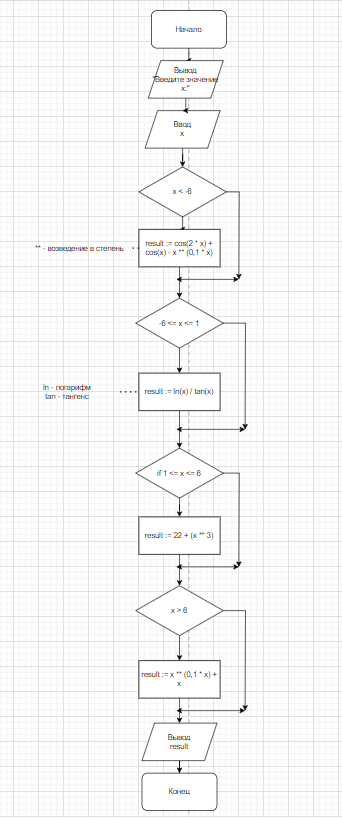 Начало
Вывод
"Введите значение
x:"
Ввод
x
x < -6
** - возведение в степень
result := cos(2 * x) +
cos(x) - x ** (0,1 * x)
-6 <= x <= 1
ln - логарифм
tan - тангенс
result := ln(x) / tan(x)
if 1 <= x <= 6
result := 22 + (x ** 3)
x > 6
result := x ** (0,1 * x) +
x
Вывод
result
Конец